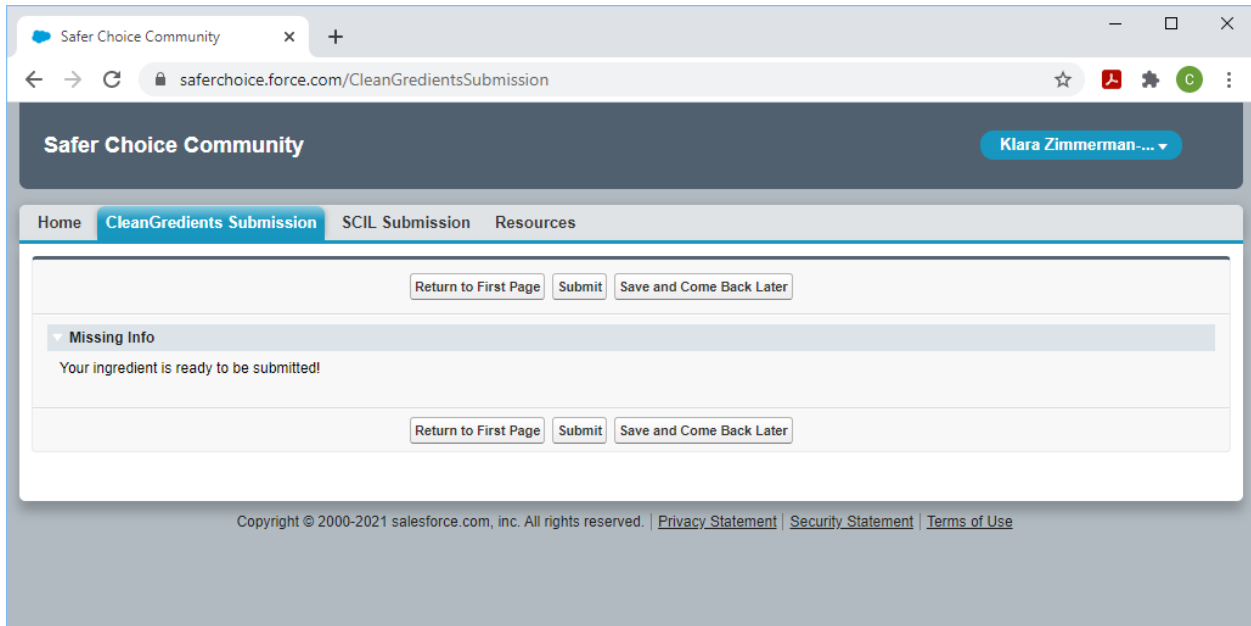 Safer Choice Community
saferchoice.force.com/CleanGredientsSubmission
C
Safer Choice Community
Klara Zimmerman-...
Home CleanGredients Submission SCIL Submission Resources
Return to First Page Submit Save and Come Back Later
Missing Info
Your ingredient is ready to be submitted!
Return to First Page Submit Save and Come Back Later
Copyright © 2000-2021 salesforce.com, inc. All rights reserved. | Privacy Statement | Security Statement | Terms of Use